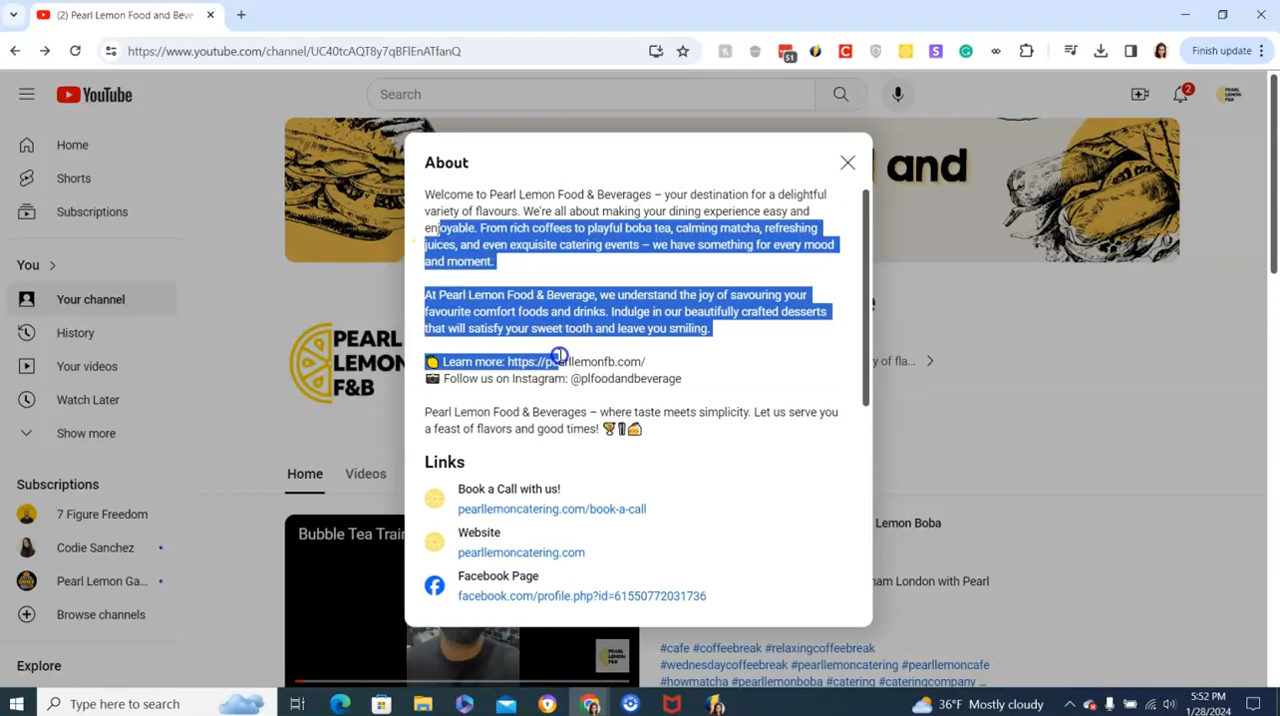 (2) Pearl Lemon Food and Beve
https://www.youtube.com/channel/UC40tcAQT8y7qBFlEnATfanQ
51
Finish update
YouTube
Search
2
PEARL LEMON F&B
Home
Shorts
Subscriptions
You
Your channel
History
Your videos
Watch Later
Show more
Subscriptions
7 Figure Freedom
Codie Sanchez
Pearl Lemon Ga...
Browse channels
Explore
d and
PEARL
LEMON
F&B
y of fla...
Home
Videos
Bubble Tea Trai
PEARL LEMON F&B
Lemon Boba
am London with Pearl
#cafe #coffeebreak #relaxingcoffeebreak
#wednesdaycoffeebreak #pearllemoncatering #pearllemoncafe
#howmatcha #pearllemonboba #catering #cateringcompany ...
About
Welcome to Pearl Lemon Food & Beverages – your destination for a delightful
variety of flavours. We're all about making your dining experience easy and
enjoyable. From rich coffees to playful boba tea, calming matcha, refreshing
juices, and even exquisite catering events – we have something for every mood
and moment.
At Pearl Lemon Food & Beverage, we understand the joy of savouring your
favourite comfort foods and drinks. Indulge in our beautifully crafted desserts
that will satisfy your sweet tooth and leave you smiling.
🍋 Learn more: https://pearllemonfb.com/
📷 Follow us on Instagram: @plfoodandbeverage
Pearl Lemon Food & Beverages – where taste meets simplicity. Let us serve you
a feast of flavors and good times!
Links
Book a Call with us!
pearllemoncatering.com/book-a-call
Website
pearllemoncatering.com
Facebook Page
facebook.com/profile.php?id=61550772031736
Type here to search
36°F Mostly cloudy
5:52 PM
1/28/2024